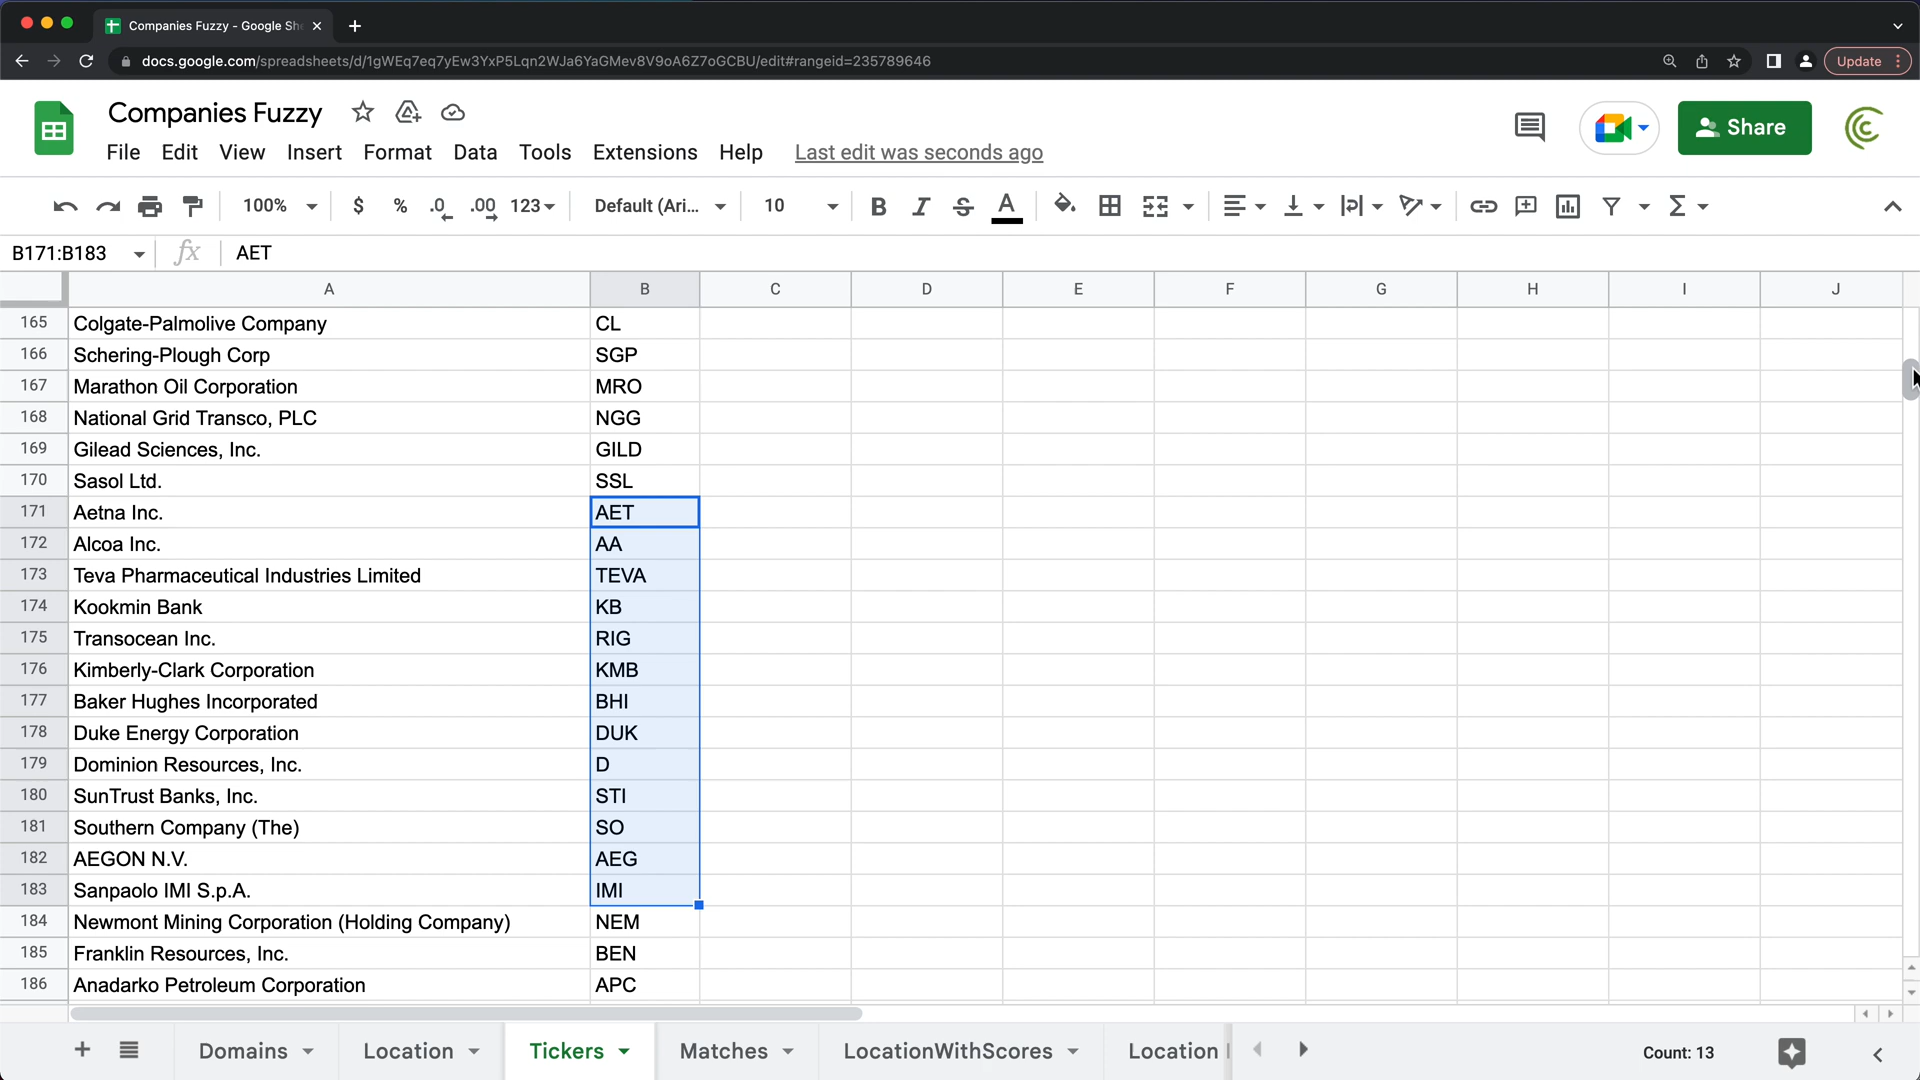 Companies Fuzzy - Google Sh
docs.google.com/spreadsheets/d/1gWEq7eq7yEw3YxP5Lqn2WJa6YaGMev8V9oA6Z7oGCBU/edit#rangeid=235789646
Update
Companies Fuzzy
Share
File Edit View Insert Format Data Tools Extensions Help Last edit was seconds ago
100% $ % .0 .00 123 Default (Ari... 10 B I S A
B171:B183 fx AET
A B C D E F G H I J
165 Colgate-Palmolive Company CL
166 Schering-Plough Corp SGP
167 Marathon Oil Corporation MRO
168 National Grid Transco, PLC NGG
169 Gilead Sciences, Inc. GILD
170 Sasol Ltd. SSL
171 Aetna Inc. AET
172 Alcoa Inc. AA
173 Teva Pharmaceutical Industries Limited TEVA
174 Kookmin Bank KB
175 Transocean Inc. RIG
176 Kimberly-Clark Corporation KMB
177 Baker Hughes Incorporated BHI
178 Duke Energy Corporation DUK
179 Dominion Resources, Inc. D
180 SunTrust Banks, Inc. STI
181 Southern Company (The) SO
182 AEGON N.V. AEG
183 Sanpaolo IMI S.p.A. IMI
184 Newmont Mining Corporation (Holding Company) NEM
185 Franklin Resources, Inc. BEN
186 Anadarko Petroleum Corporation APC
Domains Location Tickers Matches LocationWithScores Location Count: 13